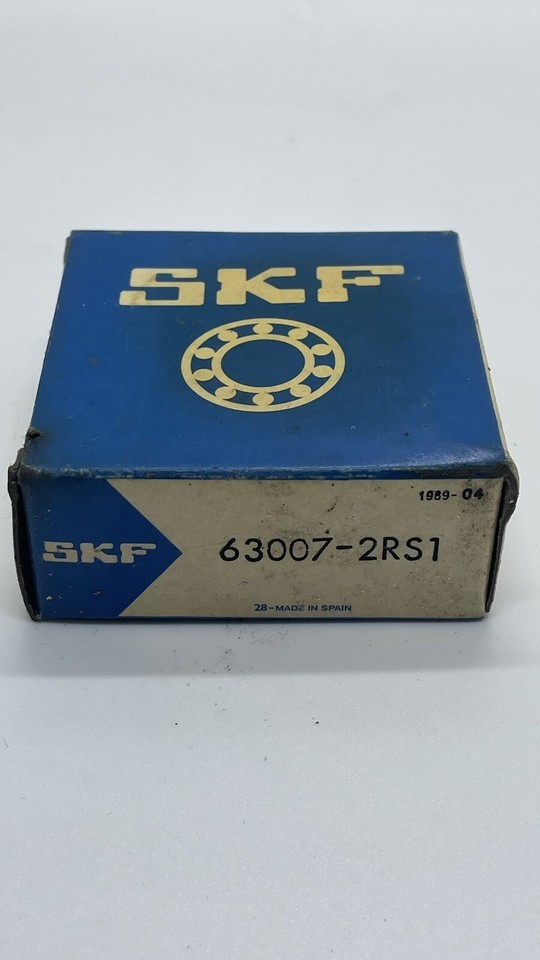 SKF
1989-04
SKF 63007-2RS1
28-MADE IN SPAIN